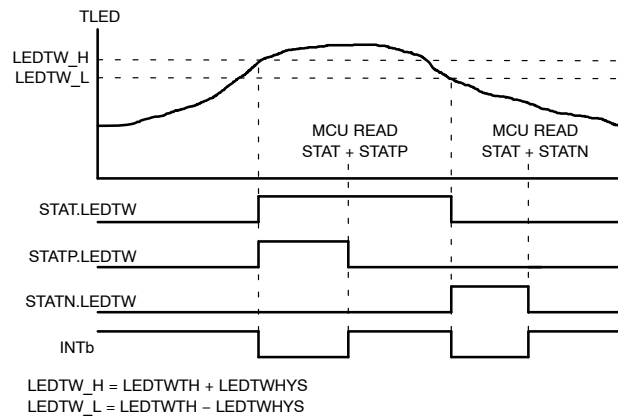 TLED
LEDTW_H
LEDTW_L
MCU READ
STAT + STATP
MCU READ
STAT + STATN
STAT.LEDTW
STATP.LEDTW
STATN.LEDTW
INTb
LEDTW_H = LEDTWTH + LEDTWHYS
LEDTW_L = LEDTWTH − LEDTWHYS